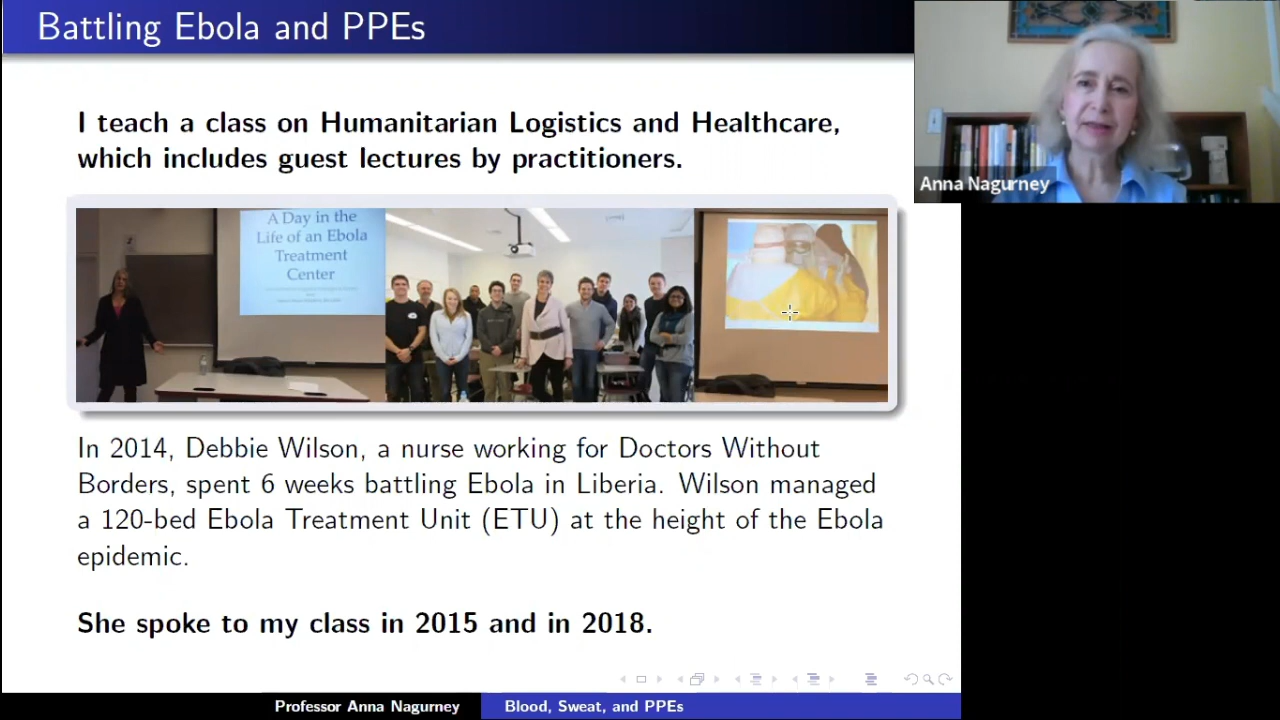 Battling Ebola and PPEs
I teach a class on Humanitarian Logistics and Healthcare,
which includes guest lectures by practitioners.
Anna Nagurney
A Day in the
Life of an Ebola
Treatment
Center
In 2014, Debbie Wilson, a nurse working for Doctors Without
Borders, spent 6 weeks battling Ebola in Liberia. Wilson managed
a 120-bed Ebola Treatment Unit (ETU) at the height of the Ebola
epidemic.
She spoke to my class in 2015 and in 2018.
Professor Anna Nagurney
Blood, Sweat, and PPEs